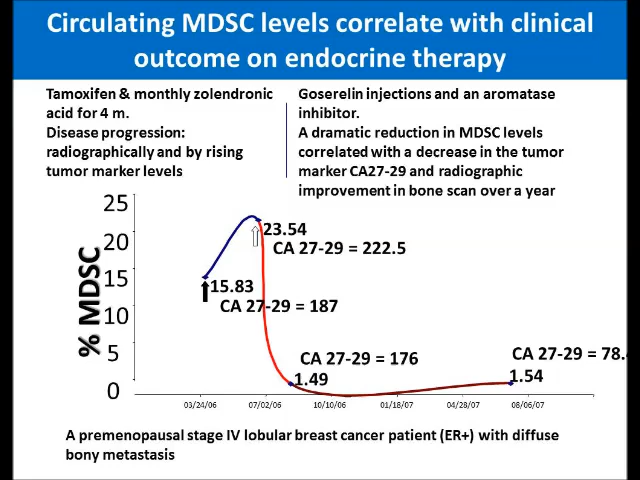 Circulating MDSC levels correlate with clinical
outcome on endocrine therapy
Tamoxifen & monthly zolendronic
acid for 4 m.
Disease progression:
radiographically and by rising
tumor marker levels
Goserelin injections and an aromatase
inhibitor.
A dramatic reduction in MDSC levels
correlated with a decrease in the tumor
marker CA27-29 and radiographic
improvement in bone scan over a year
% MDSC
25
20
15
10
5
0
23.54
CA 27-29 = 222.5
15.83
CA 27-29 = 187
CA 27-29 = 176
1.49
CA 27-29 = 78.
1.54
03/24/06
07/02/06
10/10/06
01/18/07
04/28/07
08/06/07
A premenopausal stage IV lobular breast cancer patient (ER+) with diffuse
bony metastasis